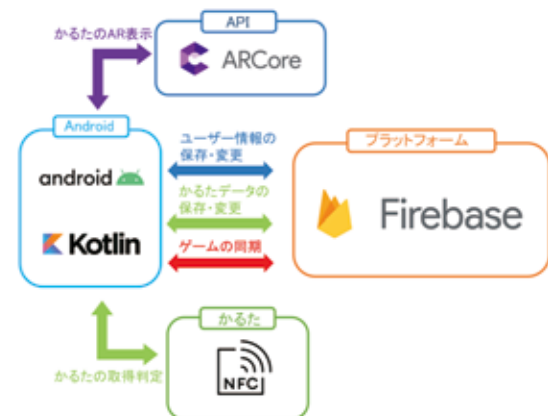 API
かるたのAR表示
ARCore
Android
android
Kotlin
ユーザー情報の
保存・変更
かるたデータの
保存・変更
ゲームの同期
プラットフォーム
Firebase
かるた
かるたの取得判定
NFC